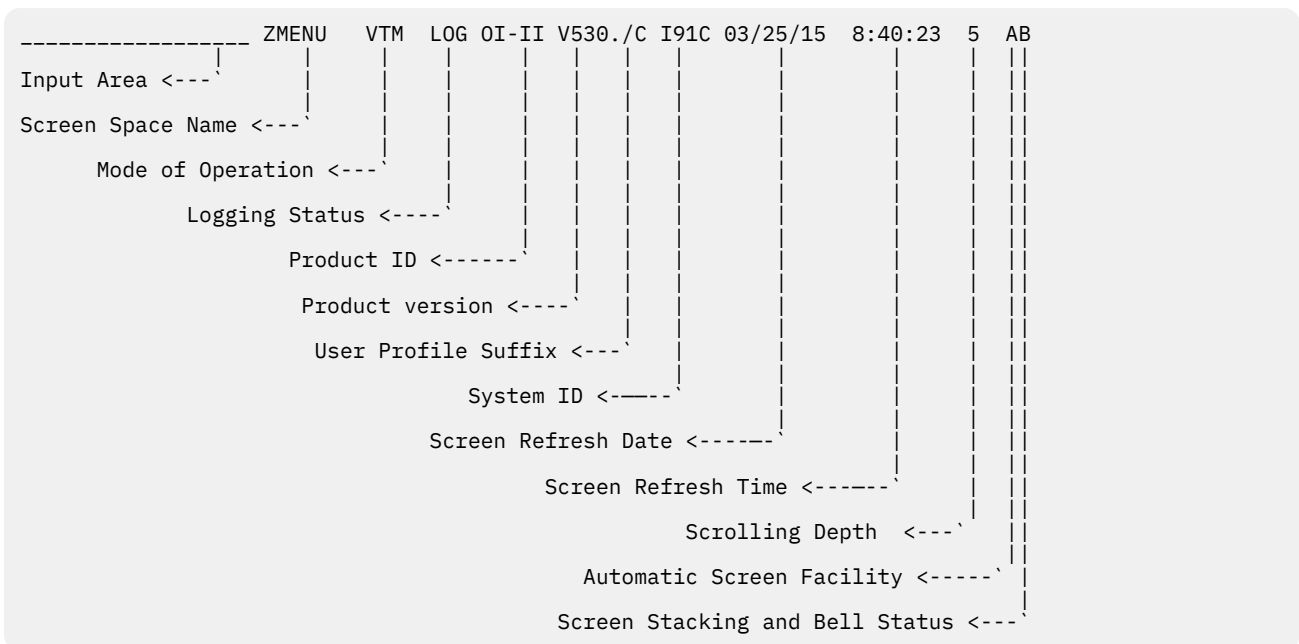 __________________ ZMENU   VTM  LOG OI-II V530./C I91C 03/25/15  8:40:23  5  AB
Input Area <---`
Screen Space Name <---`
Mode of Operation <---`
Logging Status <----`
Product ID <------`
Product version <----`
User Profile Suffix <---`
System ID <-——--`
Screen Refresh Date <----—-`
Screen Refresh Time <---—--`
Scrolling Depth  <---`
Automatic Screen Facility <-----`
Screen Stacking and Bell Status <---`